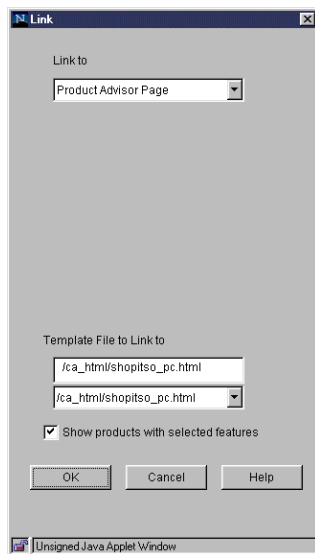 Link
Link to
Product Advisor Page
Template File to Link to
/ca_html/shopitso_pc.html
/ca_html/shopitso_pc.html
Show products with selected features
OK Cancel Help
Unsigned Java Applet Window